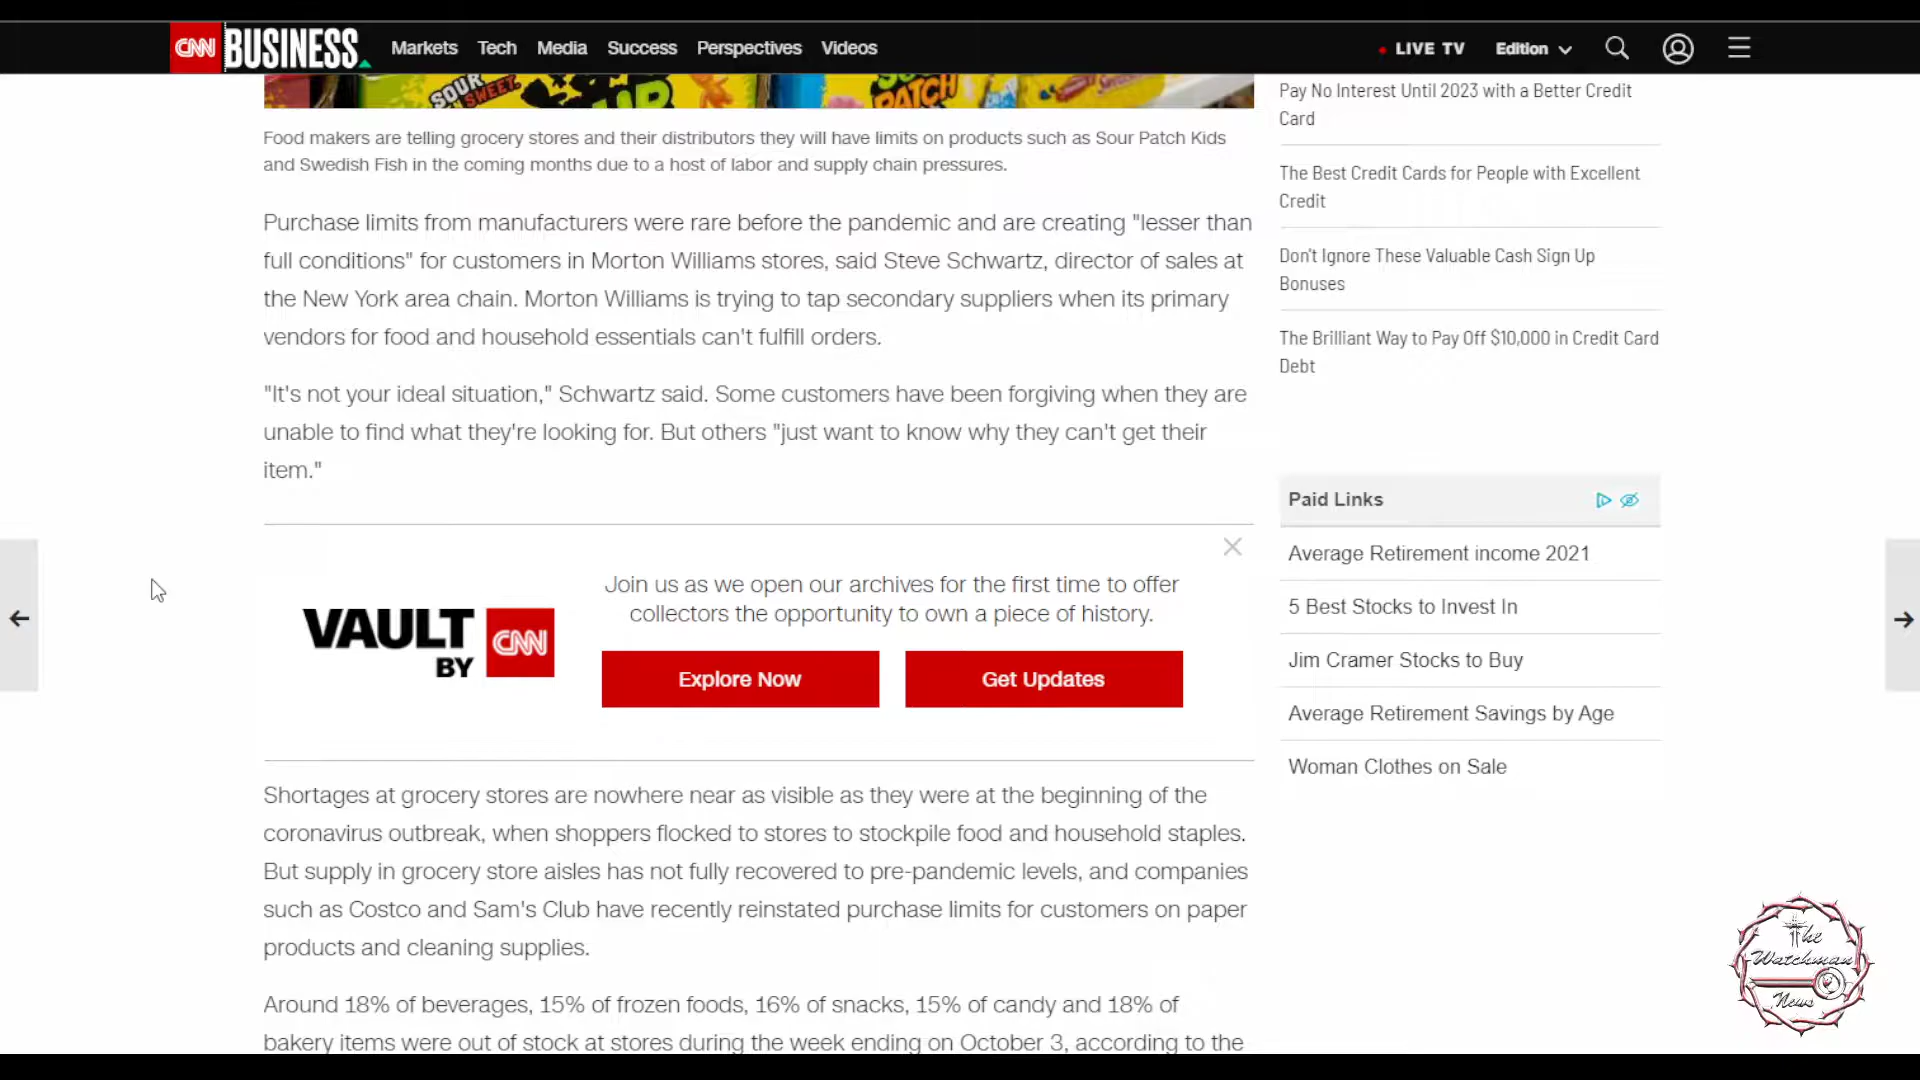 CNN BUSINESS
Markets Tech Media Success Perspectives Videos
LIVE TV Edition
SOUR SWEET.
PATCH
Food makers are telling grocery stores and their distributors they will have limits on products such as Sour Patch Kids
and Swedish Fish in the coming months due to a host of labor and supply chain pressures.
Purchase limits from manufacturers were rare before the pandemic and are creating "lesser than
full conditions" for customers in Morton Williams stores, said Steve Schwartz, director of sales at
the New York area chain. Morton Williams is trying to tap secondary suppliers when its primary
vendors for food and household essentials can't fulfill orders.
"It's not your ideal situation," Schwartz said. Some customers have been forgiving when they are
unable to find what they're looking for. But others "just want to know why they can't get their
item."
VAULT
BY CNN
Join us as we open our archives for the first time to offer
collectors the opportunity to own a piece of history.
Explore Now Get Updates
Shortages at grocery stores are nowhere near as visible as they were at the beginning of the
coronavirus outbreak, when shoppers flocked to stores to stockpile food and household staples.
But supply in grocery store aisles has not fully recovered to pre-pandemic levels, and companies
such as Costco and Sam's Club have recently reinstated purchase limits for customers on paper
products and cleaning supplies.
Around 18% of beverages, 15% of frozen foods, 16% of snacks, 15% of candy and 18% of
bakery items were out of stock at stores during the week ending on October 3, according to the
Pay No Interest Until 2023 with a Better Credit
Card
The Best Credit Cards for People with Excellent
Credit
Don't Ignore These Valuable Cash Sign Up
Bonuses
The Brilliant Way to Pay Off $10,000 in Credit Card
Debt
Paid Links
Average Retirement income 2021
5 Best Stocks to Invest In
Jim Cramer Stocks to Buy
Average Retirement Savings by Age
Woman Clothes on Sale
The
Watchman
News